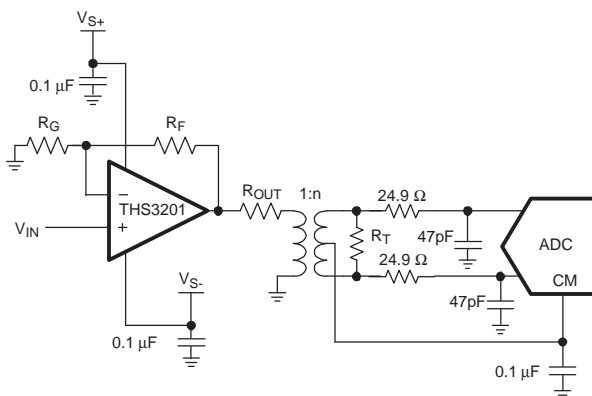 VS+
0.1 μF
RG
RF
ROUT
1:n
24.9 Ω
−
THS3201
+
VIN
RT
47pF
ADC
24.9 Ω
CM
VS-
47pF
0.1 μF
0.1 μF